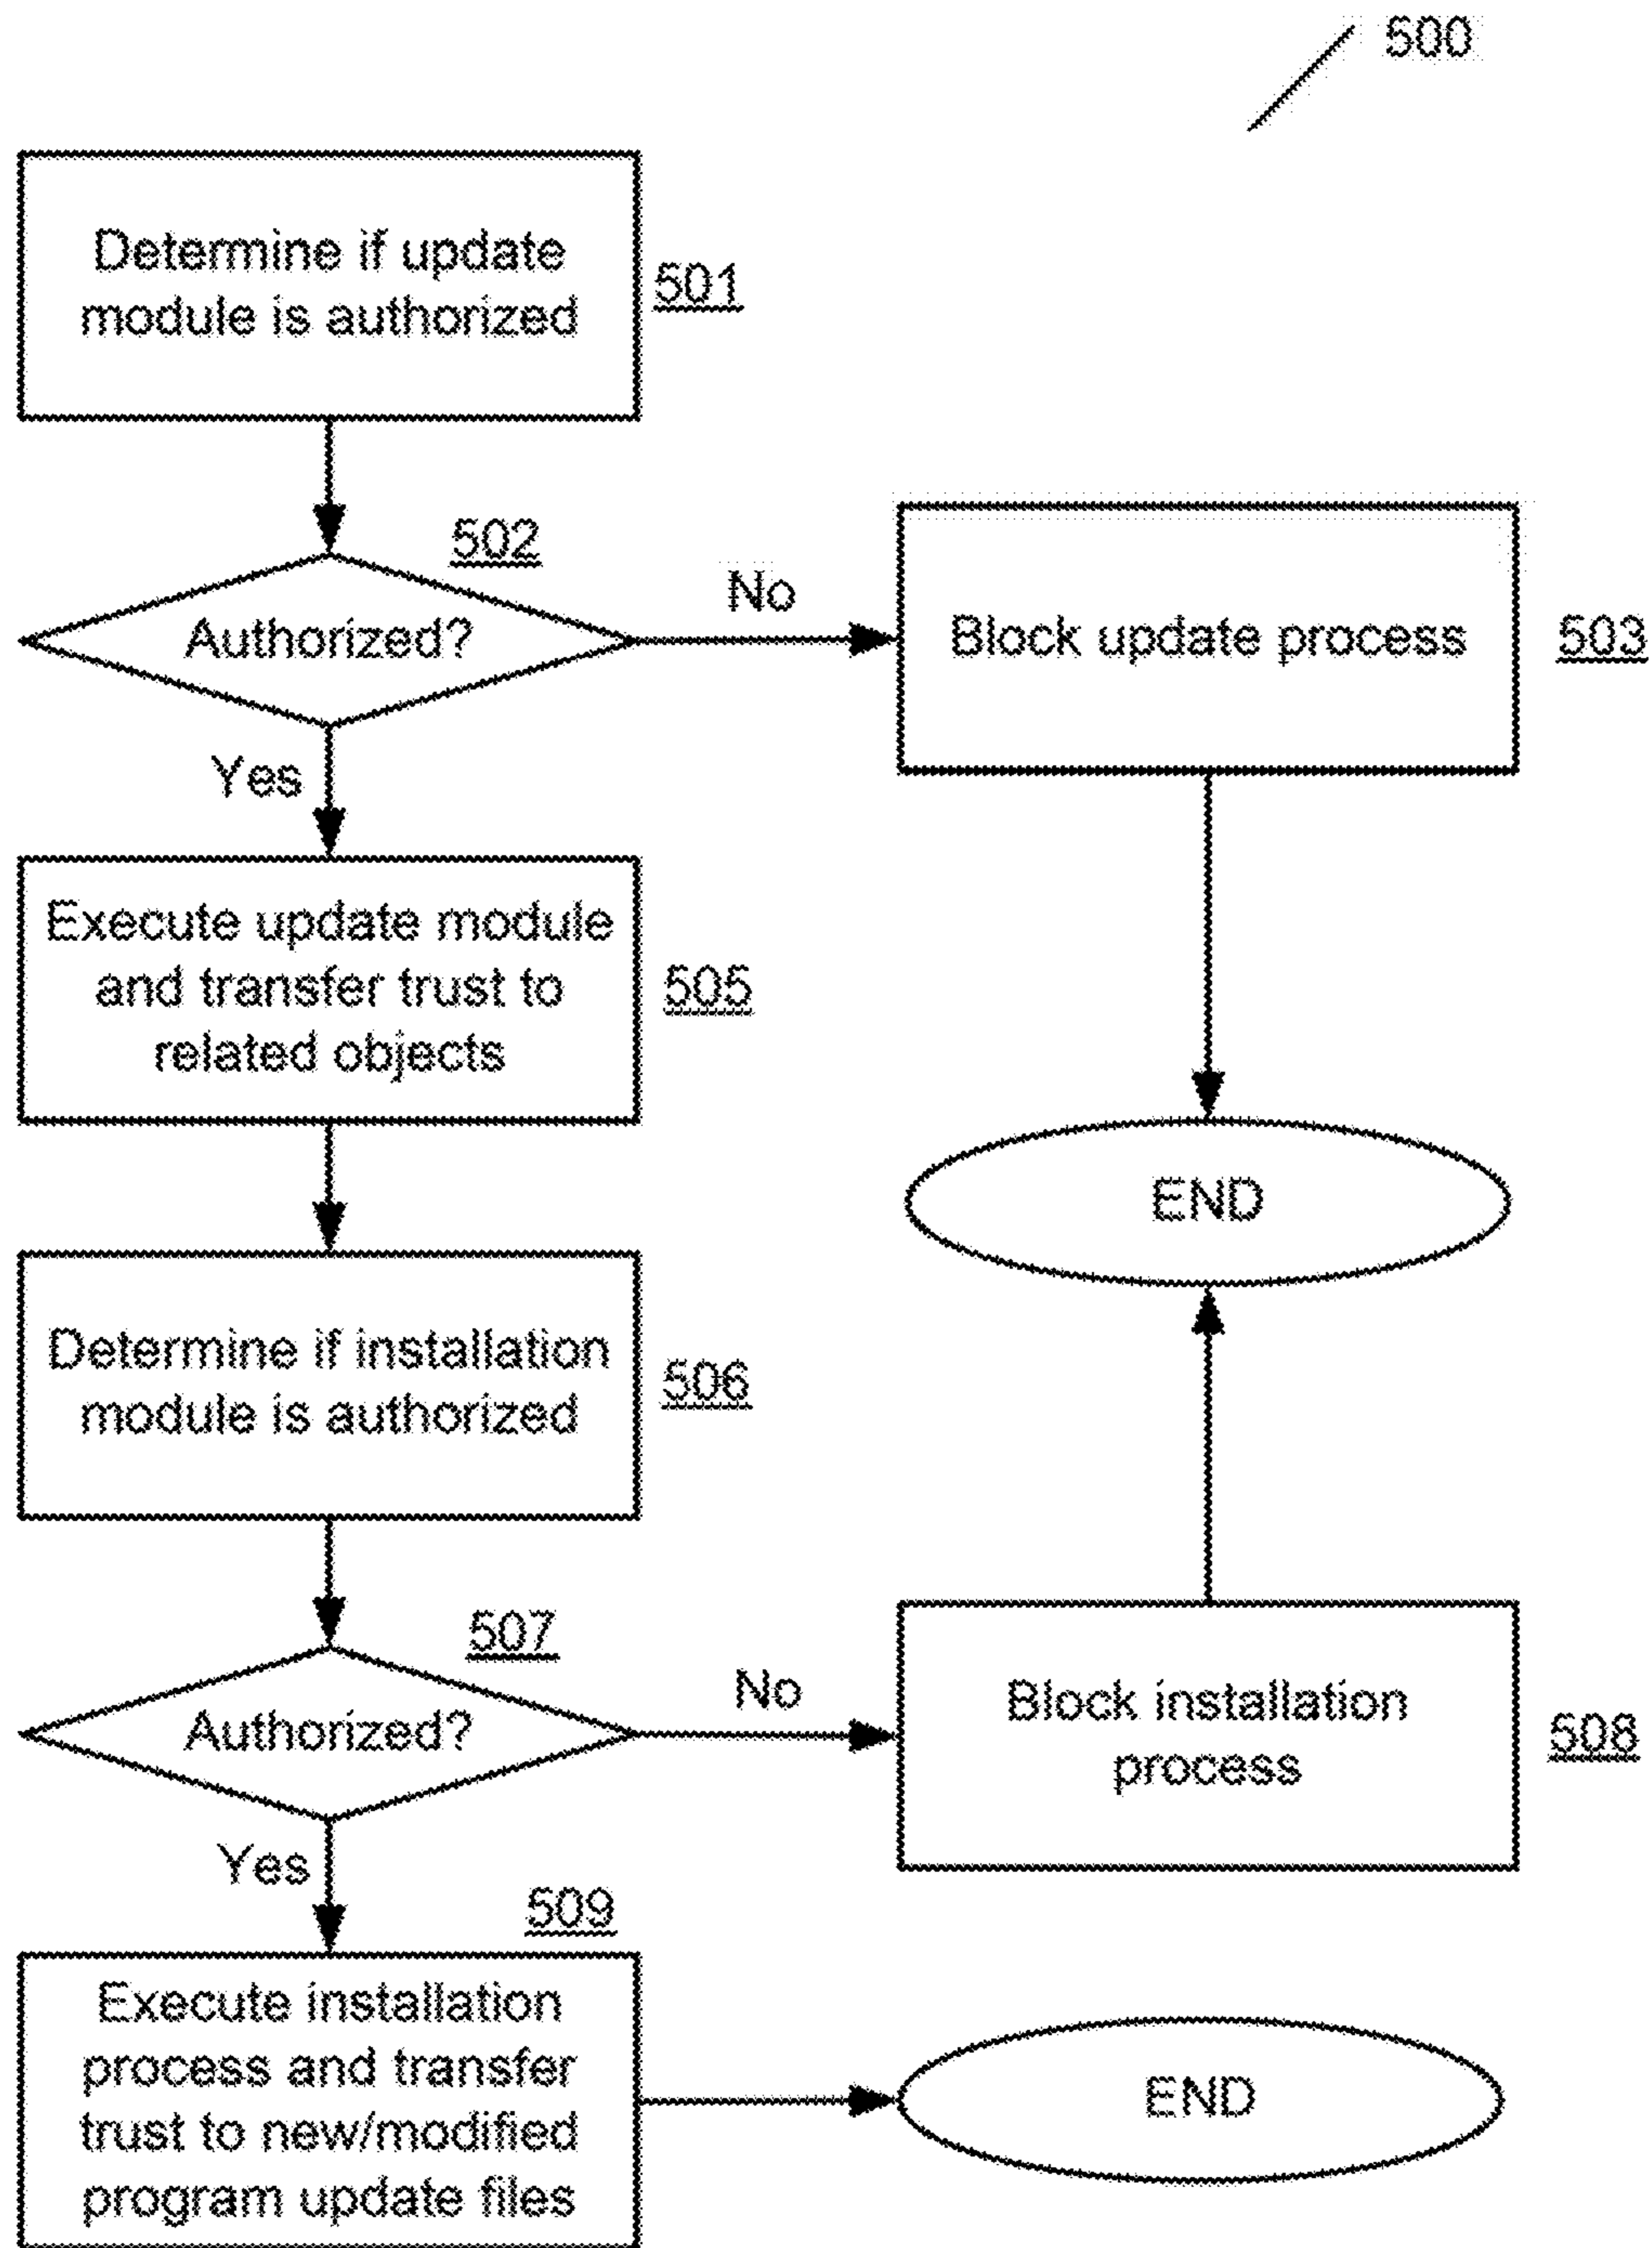 500
Determine if update
module is authorized
501
502
Authorized?
No
Block update process
503
Yes
Execute update module
and transfer trust to
related objects
505
END
Determine if installation
module is authorized
506
507
Authorized?
No
Block installation
process
508
Yes
509
Execute installation
process and transfer
trust to new/modified
program update files
END